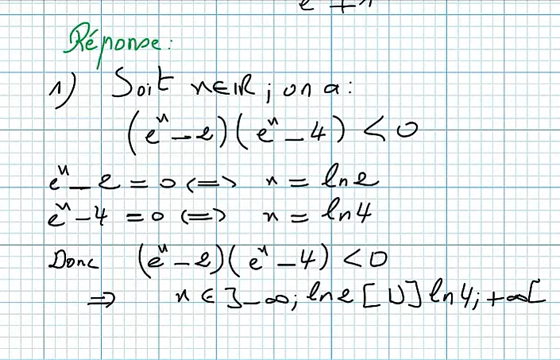 Réponse:
1) Soit x∈ℝ; on a:
(eˣ − 2)(eˣ − 4) < 0
eˣ − 2 = 0 <=> x = ln2
eˣ − 4 = 0 <=> x = ln4
Donc (eˣ − 2)(eˣ − 4) < 0
=> x ∈ ]−∞; ln2[ U ]ln4; +∞[